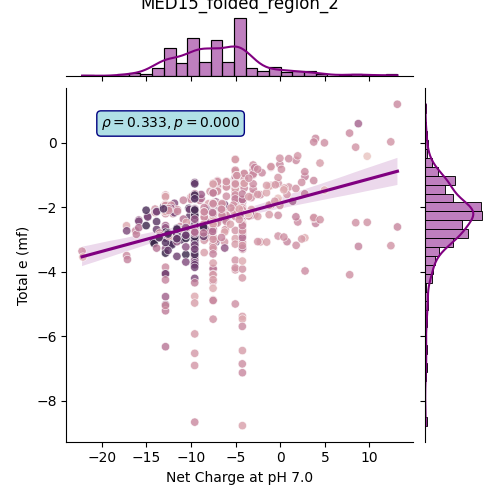 MED15_folded_region_2
ρ = 0.333, p = 0.000
0
−2
−4
−6
−8
Total e (mf)
−20 −15 −10 −5 0 5 10
Net Charge at pH 7.0